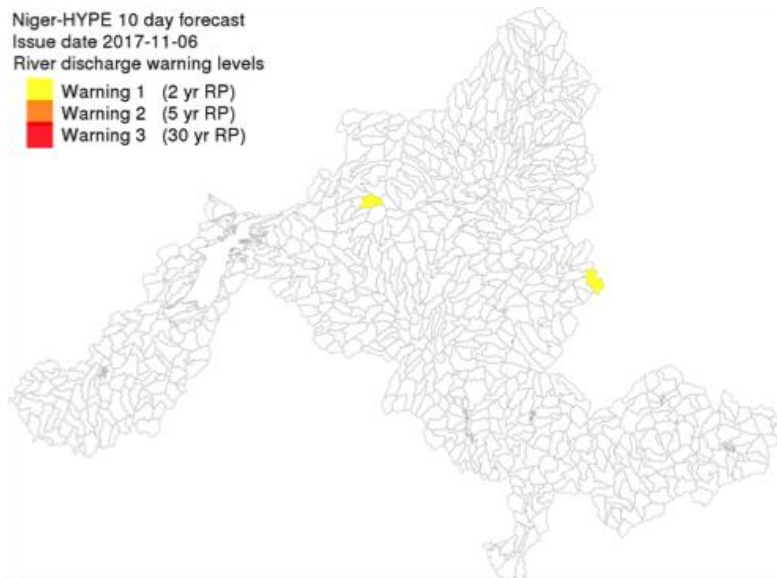 Niger-HYPE 10 day forecast
Issue date 2017-11-06
River discharge warning levels
Warning 1 (2 yr RP)
Warning 2 (5 yr RP)
Warning 3 (30 yr RP)